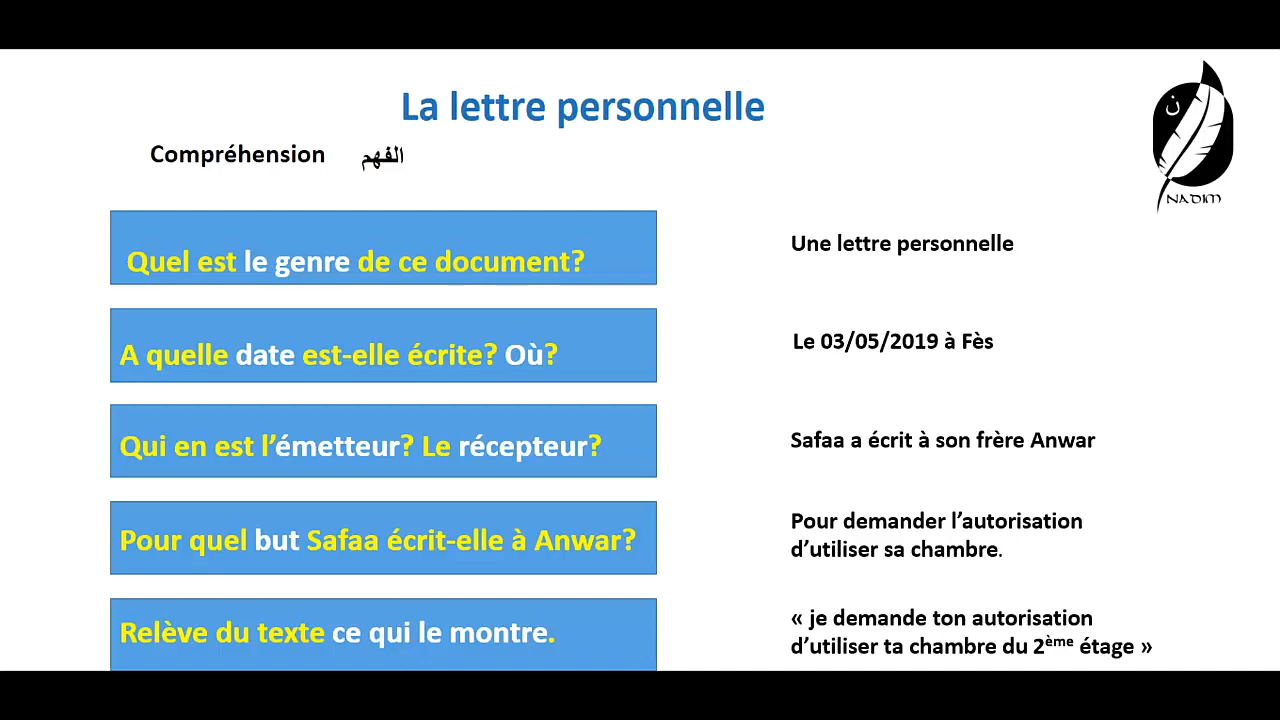 La lettre personnelle
Compréhension الفهم
ن
NADIM
Quel est le genre de ce document?
Une lettre personnelle
A quelle date est-elle écrite? Où?
Le 03/05/2019 à Fès
Qui en est l’émetteur? Le récepteur?
Safaa a écrit à son frère Anwar
Pour quel but Safaa écrit-elle à Anwar?
Pour demander l’autorisation
d’utiliser sa chambre.
Relève du texte ce qui le montre.
« je demande ton autorisation
d’utiliser ta chambre du 2ème étage »